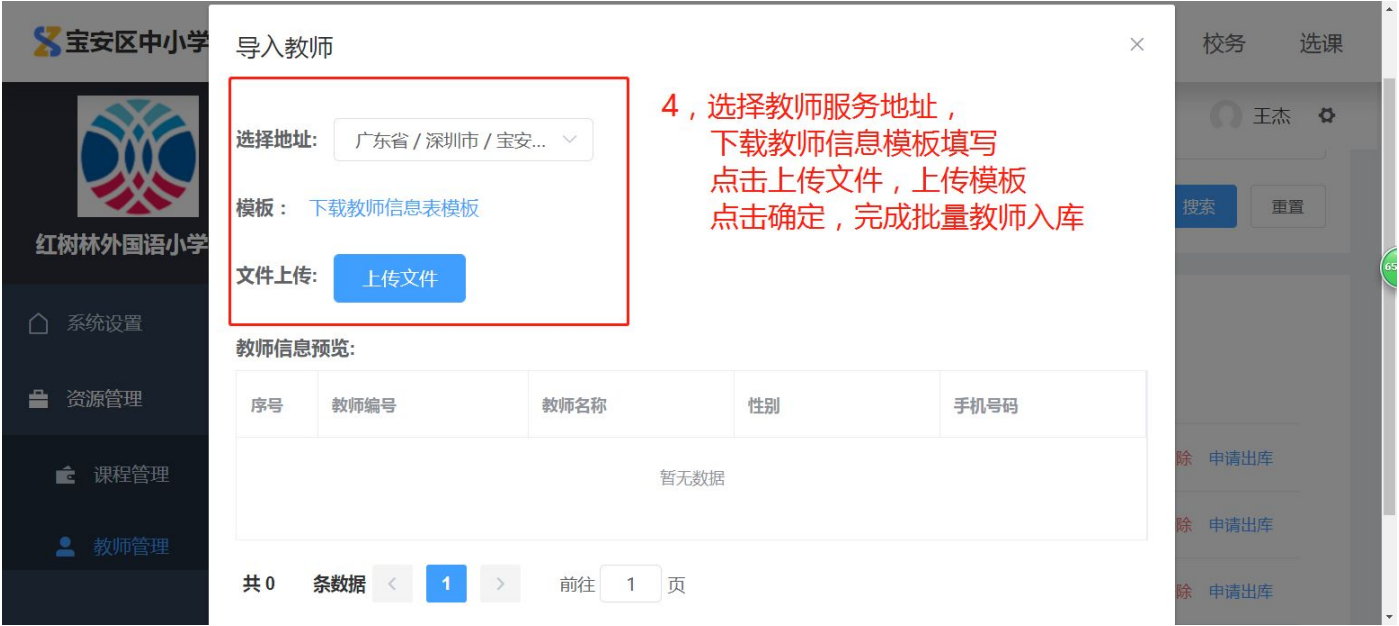 宝安区中小学
导入教师
校务
选课
4，选择教师服务地址，
下载教师信息模板填写
点击上传文件，上传模板
点击确定，完成批量教师入库
王杰
选择地址:
广东省 / 深圳市 / 宝安...
模板：
下载教师信息表模板
搜索
重置
红树林外国语小学
文件上传:
上传文件
65
系统设置
教师信息预览:
资源管理
序号 教师编号 教师名称 性别 手机号码
课程管理
暂无数据
除 申请出库
教师管理
除 申请出库
共 0 条数据 < 1 > 前往 1 页
除 申请出库